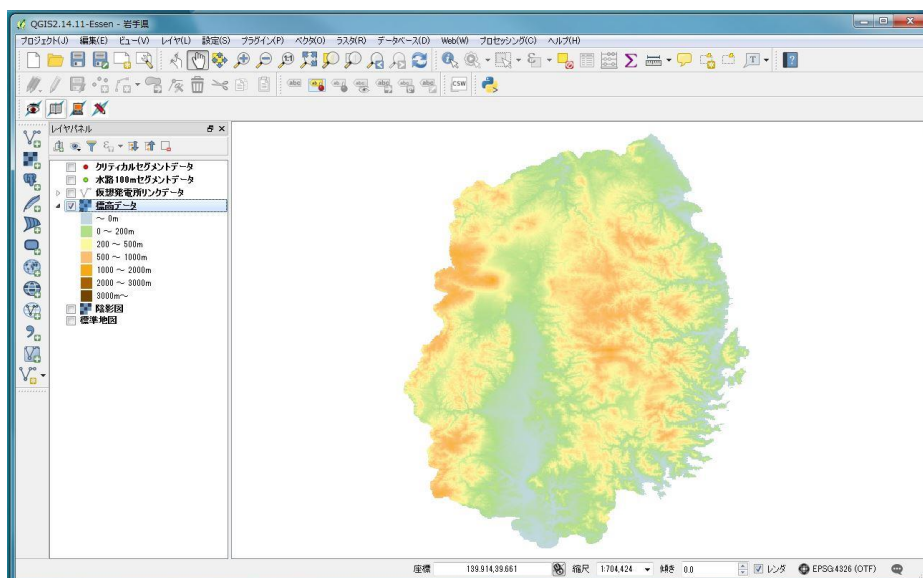 QGIS2.14.11-Essen - 岩手県
プロジェクト(J) 編集(E) ビュー(V) レイヤ(L) 設定(S) プラグイン(P) ベクタ(O) ラスタ(R) データベース(D) Web(W) プロセッシング(C) ヘルプ(H)
レイヤパネル
クリティカルセグメントデータ
水路100mセグメントデータ
仮想発電所リンクデータ
標高データ
～ 0m
0 ～ 200m
200 ～ 500m
500 ～ 1000m
1000 ～ 2000m
2000 ～ 3000m
3000m～
陰影図
標準地図
座標 139.914,39.661 縮尺 1:704,424 傾き 0.0 レンダ EPSG:4326 (OTF)